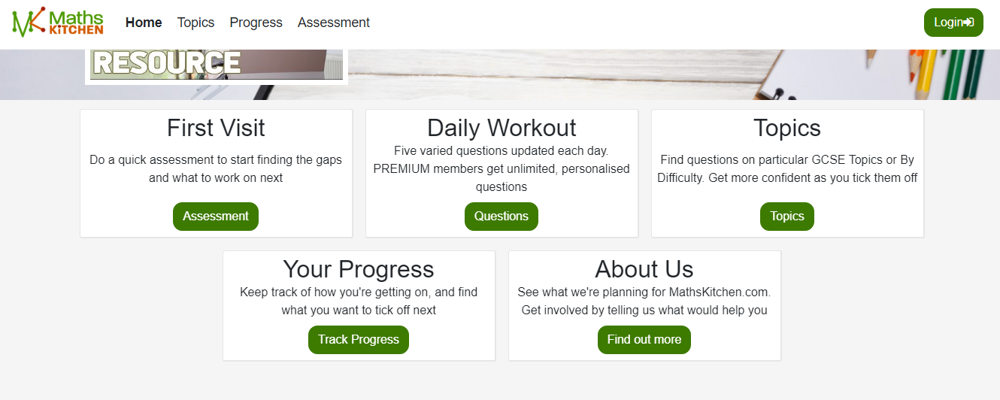 Maths
KiTCHEN
Home Topics Progress Assessment
Login
RESOURCE
First Visit
Do a quick assessment to start finding the gaps
and what to work on next
Assessment
Daily Workout
Five varied questions updated each day.
PREMIUM members get unlimited, personalised
questions
Questions
Topics
Find questions on particular GCSE Topics or By
Difficulty. Get more confident as you tick them off
Topics
Your Progress
Keep track of how you're getting on, and find
what you want to tick off next
Track Progress
About Us
See what we're planning for MathsKitchen.com.
Get involved by telling us what would help you
Find out more